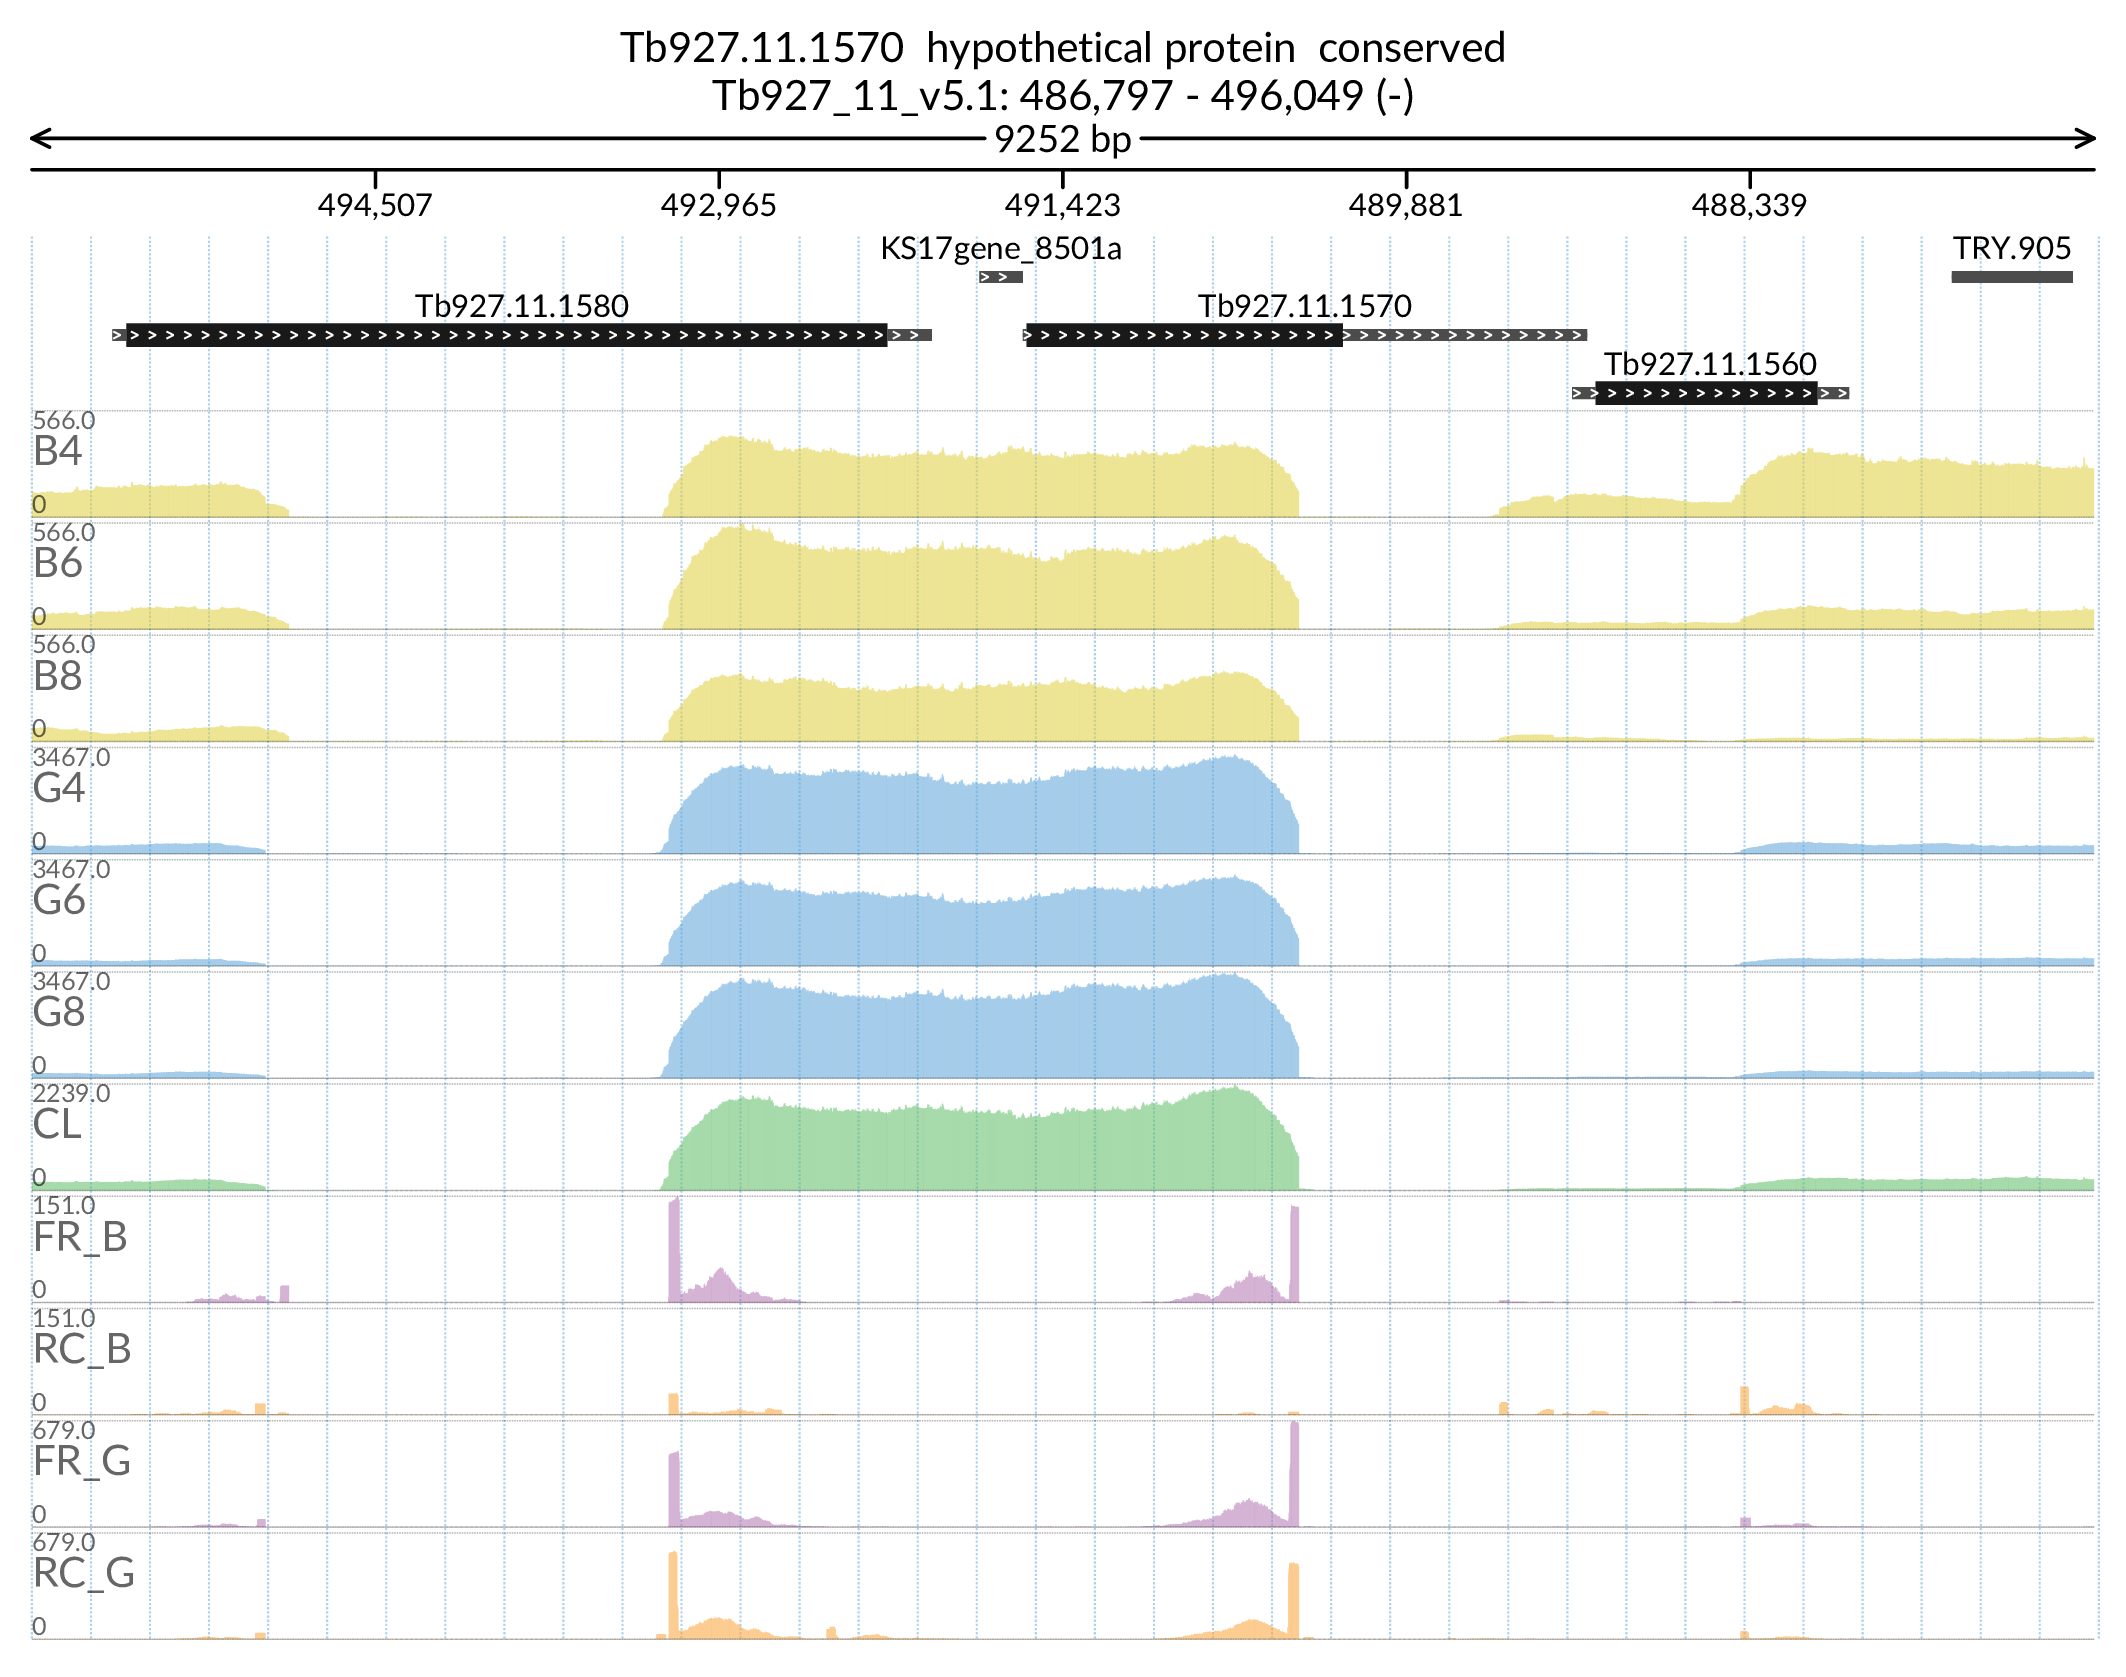 Tb927.11.1570  hypothetical protein  conserved
Tb927_11_v5.1: 486,797 - 496,049 (-)
9252 bp
494,507 492,965 491,423 489,881 488,339
KS17gene_8501a TRY.905
Tb927.11.1580 Tb927.11.1570
Tb927.11.1560
566.0
B4
0
566.0
B6
0
566.0
B8
0
3467.0
G4
0
3467.0
G6
0
3467.0
G8
0
2239.0
CL
0
151.0
FR_B
0
151.0
RC_B
0
679.0
FR_G
0
679.0
RC_G
0